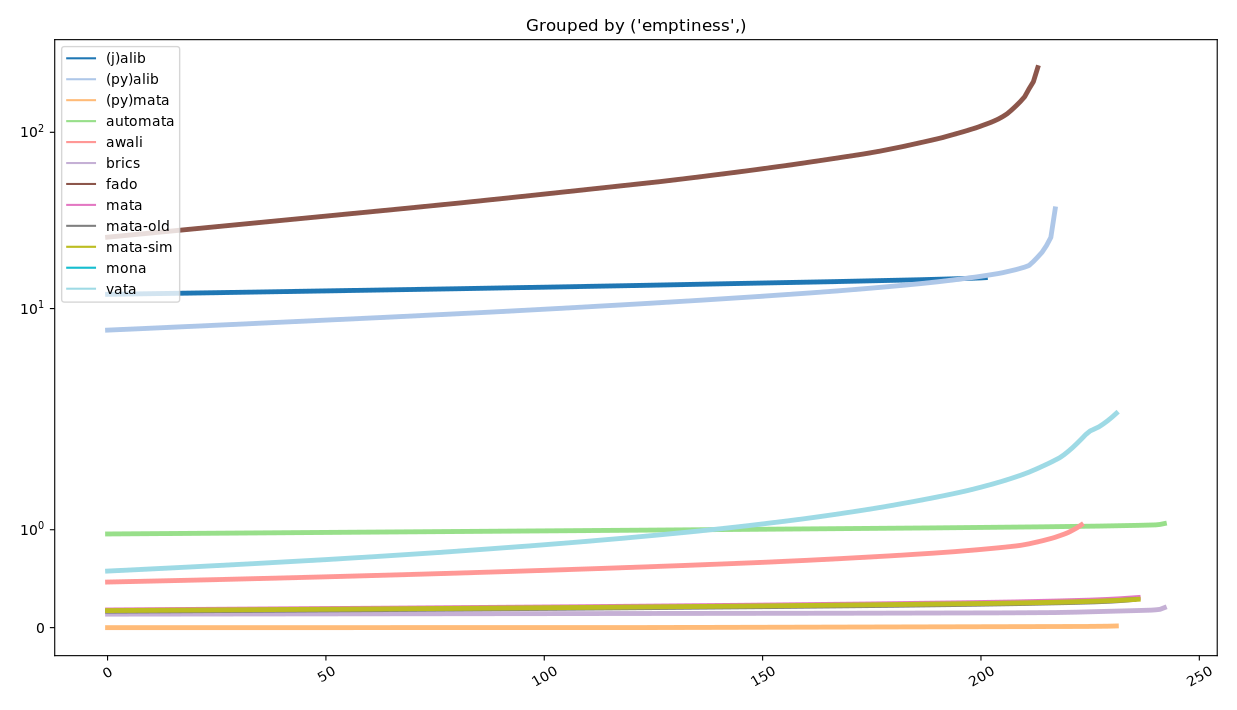 Grouped by ('emptiness',)
(j)alib
(py)alib
(py)mata
automata
awali
brics
fado
mata
mata-old
mata-sim
mona
vata
10²
10¹
10⁰
0
0
50
100
150
200
250